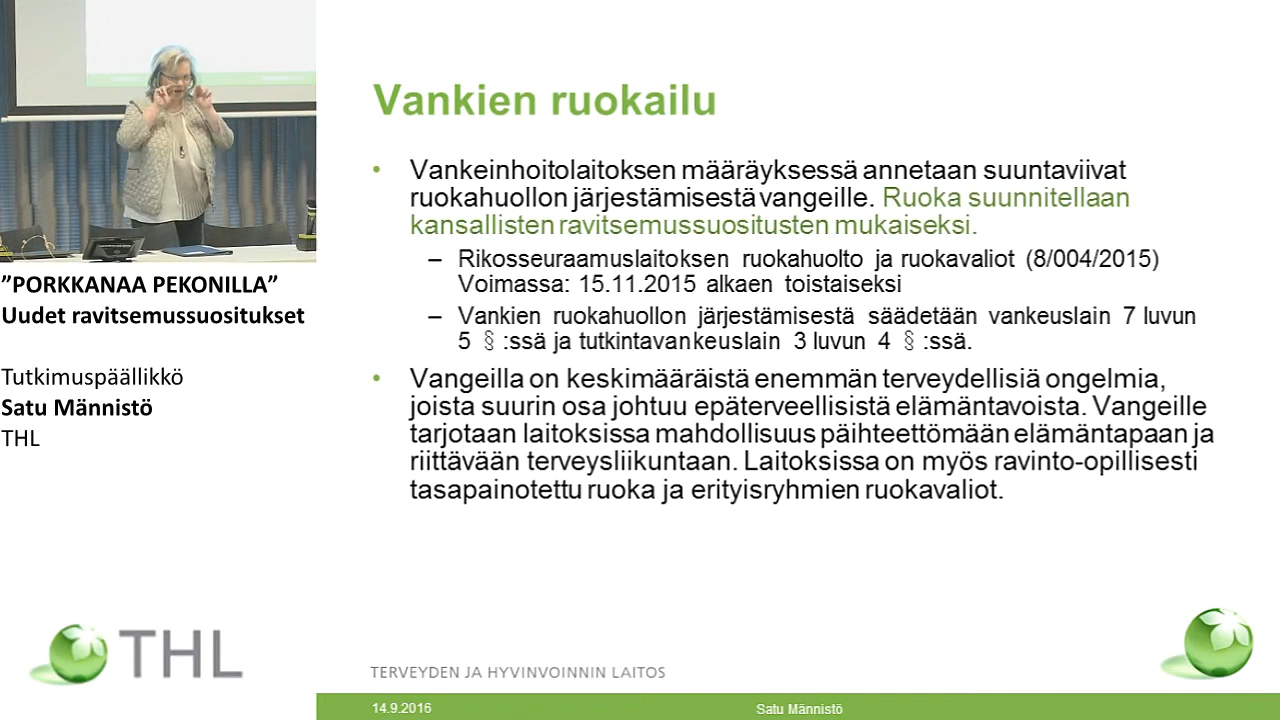 Vankien ruokailu
• Vankeinhoitolaitoksen määräyksessä annetaan suuntaviivat
ruokahuollon järjestämisestä vangeille. Ruoka suunnitellaan
kansallisten ravitsemussuositusten mukaiseksi.
– Rikosseuraamuslaitoksen ruokahuolto ja ruokavaliot (8/004/2015)
Voimassa: 15.11.2015 alkaen toistaiseksi
– Vankien ruokahuollon järjestämisestä säädetään vankeuslain 7 luvun
5 § :ssä ja tutkintavankeuslain 3 luvun 4 § :ssä.
• Vangeilla on keskimääräistä enemmän terveydellisiä ongelmia,
joista suurin osa johtuu epäterveellisistä elämäntavoista. Vangeille
tarjotaan laitoksissa mahdollisuus päihteettömään elämäntapaan ja
riittävään terveysliikuntaan. Laitoksissa on myös ravinto-opillisesti
tasapainotettu ruoka ja erityisryhmien ruokavaliot.
”PORKKANAA PEKONILLA”
Uudet ravitsemussuositukset
Tutkimuspäällikkö
Satu Männistö
THL
THL
TERVEYDEN JA HYVINVOINNIN LAITOS
14.9.2016
Satu Männistö